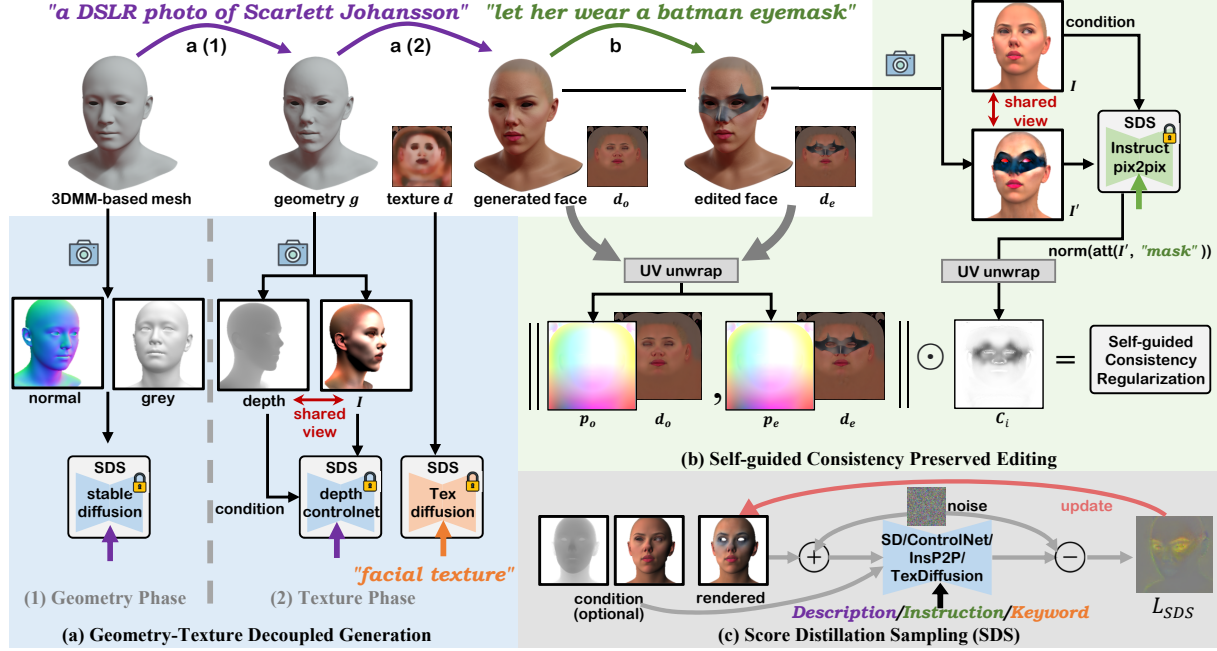 "a DSLR photo of Scarlett Johansson"
"let her wear a batman eyemask"
a (1)
a (2)
b
3DMM-based mesh
geometry g
texture d
generated face
d_o
edited face
d_e
condition
I
shared
view
I'
SDS
Instruct
pix2pix
norm(att(I', "mask"))
UV unwrap
UV unwrap
normal
grey
depth
I
shared
view
SDS
stable
diffusion
condition
SDS
depth
controlnet
SDS
Tex
diffusion
"facial texture"
(1) Geometry Phase
(2) Texture Phase
(a) Geometry-Texture Decoupled Generation
||
p_o
d_o
,
p_e
d_e
||
⊙
C_i
=
Self-guided
Consistency
Regularization
(b) Self-guided Consistency Preserved Editing
noise
update
+
SD/ControlNet/
InsP2P/
TexDiffusion
−
condition
(optional)
rendered
Description/Instruction/Keyword
L_SDS
(c) Score Distillation Sampling (SDS)